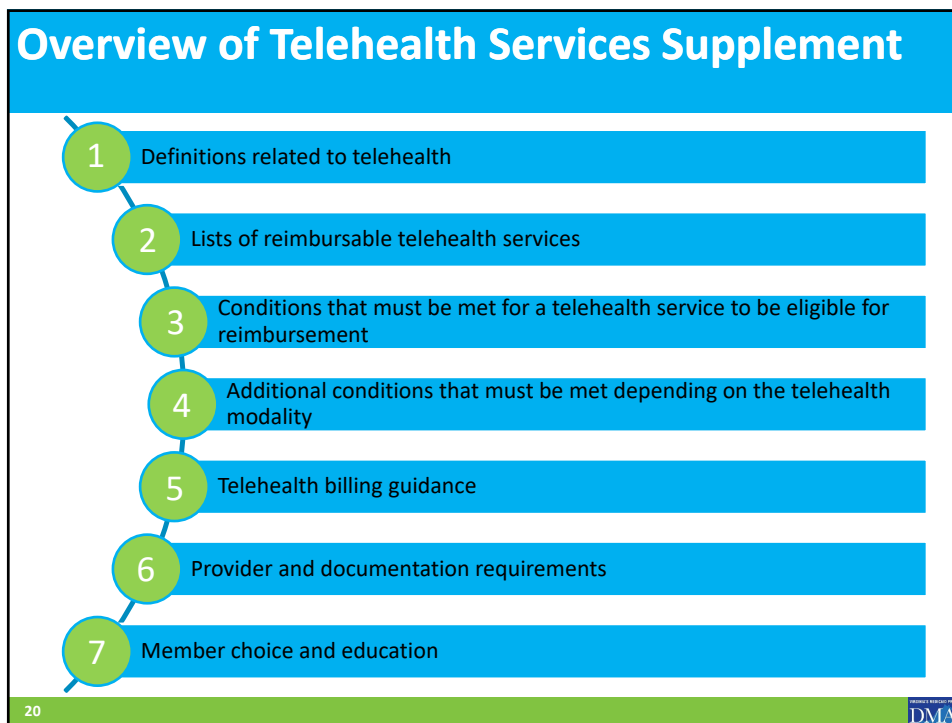 Overview of Telehealth Services Supplement
1
Definitions related to telehealth
2
Lists of reimbursable telehealth services
3
Conditions that must be met for a telehealth service to be eligible for
reimbursement
4
Additional conditions that must be met depending on the telehealth
modality
5
Telehealth billing guidance
6
Provider and documentation requirements
7
Member choice and education
20